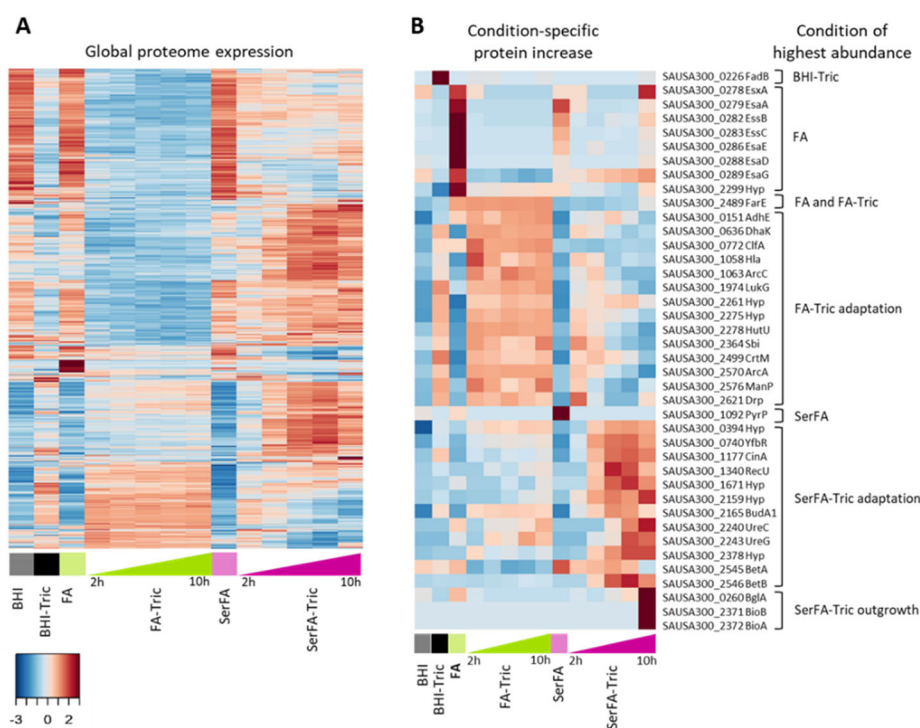 A
Global proteome expression
BHI
BHI-Tric
FA
2h
10h
FA-Tric
SerFA
2h
10h
SerFA-Tric
-3 0 2
B
Condition-specific
protein increase
Condition of
highest abundance
SAUSA300_0226 FadB
SAUSA300_0278 EsxA
SAUSA300_0279 EsaA
SAUSA300_0282 EssB
SAUSA300_0283 EssC
SAUSA300_0286 EsaE
SAUSA300_0288 EsaD
SAUSA300_0289 EsaG
SAUSA300_2299 Hyp
SAUSA300_2489 FarE
SAUSA300_0151 AdhE
SAUSA300_0636 DhaK
SAUSA300_0772 ClfA
SAUSA300_1058 Hla
SAUSA300_1063 ArcC
SAUSA300_1974 LukG
SAUSA300_2261 Hyp
SAUSA300_2275 Hyp
SAUSA300_2278 HutU
SAUSA300_2364 Sbi
SAUSA300_2499 CrtM
SAUSA300_2570 ArcA
SAUSA300_2576 ManP
SAUSA300_2621 Drp
SAUSA300_1092 PyrP
SAUSA300_0394 Hyp
SAUSA300_0740 YfbR
SAUSA300_1177 CinA
SAUSA300_1340 RecU
SAUSA300_1671 Hyp
SAUSA300_2159 Hyp
SAUSA300_2165 BudA1
SAUSA300_2240 UreC
SAUSA300_2243 UreG
SAUSA300_2378 Hyp
SAUSA300_2545 BetA
SAUSA300_2546 BetB
SAUSA300_0260 BglA
SAUSA300_2371 BioB
SAUSA300_2372 BioA
BHI-Tric
FA
FA and FA-Tric
FA-Tric adaptation
SerFA
SerFA-Tric adaptation
SerFA-Tric outgrowth
BHI
BHI-Tric
FA
2h
10h
FA-Tric
SerFA
2h
10h
SerFA-Tric